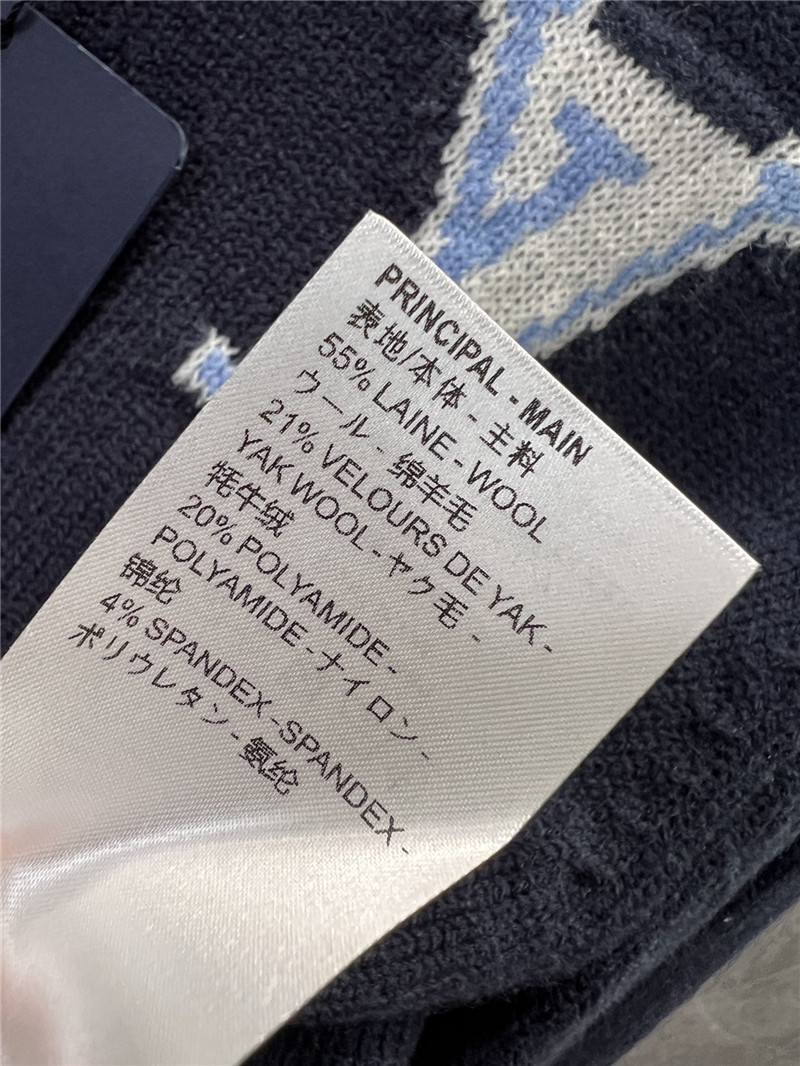 PRINCIPAL - MAIN
表地/本体 - 主料
55% LAINE - WOOL
ウール - 绵羊毛
21% VELOURS DE YAK -
YAK WOOL-ヤク毛 -
牦牛绒
20% POLYAMIDE -
POLYAMIDE -ナイロン -
锦纶
4% SPANDEX -SPANDEX -
ポリウレタン - 氨纶